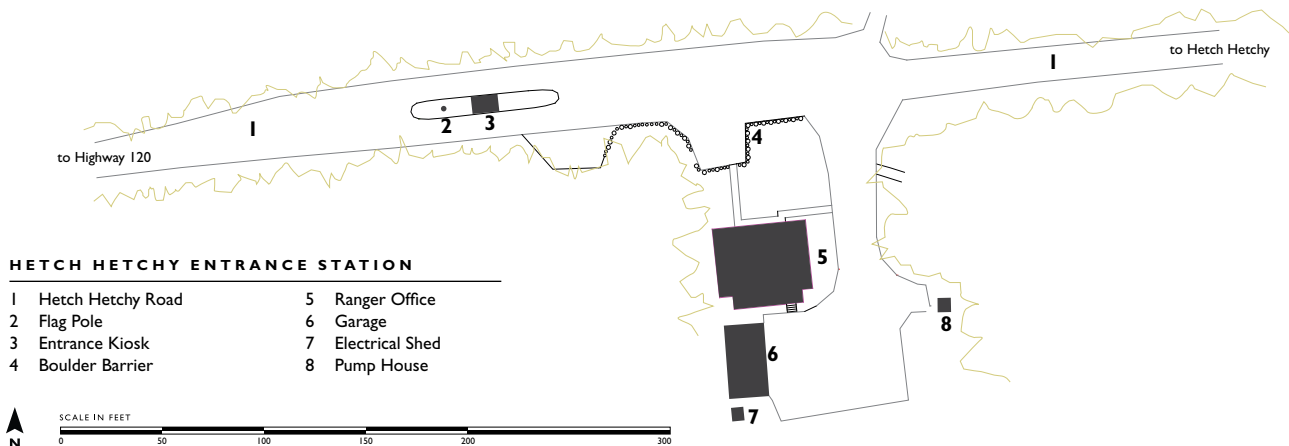 to Hetch Hetchy
1
2
3
4
1
to Highway 120
5
HETCH HETCHY ENTRANCE STATION
1 Hetch Hetchy Road
2 Flag Pole
3 Entrance Kiosk
4 Boulder Barrier
5 Ranger Office
6 Garage
7 Electrical Shed
8 Pump House
8
6
7
SCALE IN FEET
0 50 100 150 200 300
N